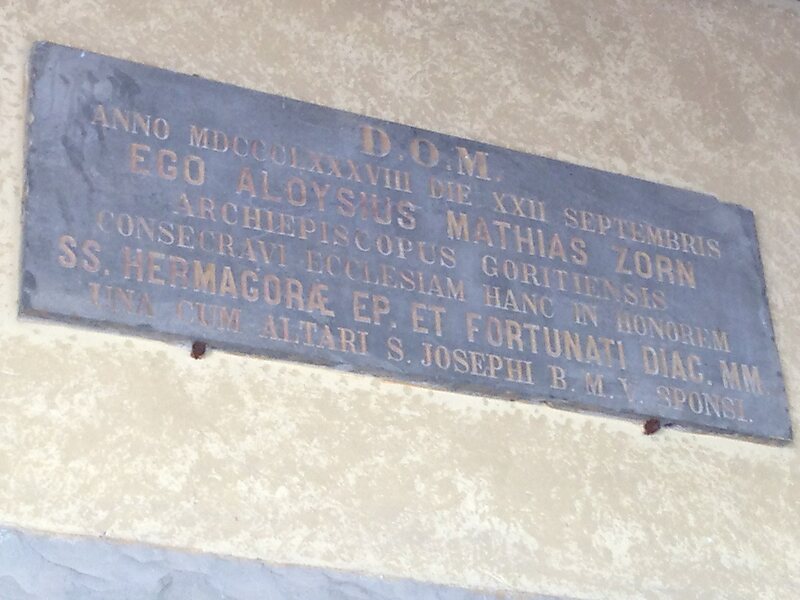 D.O.M.
ANNO MDCCCLXXXVIII DIE XXII SEPTEMBRIS
EGO ALOYSIUS MATHIAS ZORN
ARCHIEPISCOPUS GORITIENSIS
CONSECRAVI ECCLESIAM HANC IN HONOREM
SS. HERMAGORÆ EP. ET FORTUNATI DIAC. MM.
UNA CUM ALTARI S. JOSEPHI B. M. V. SPONSI.